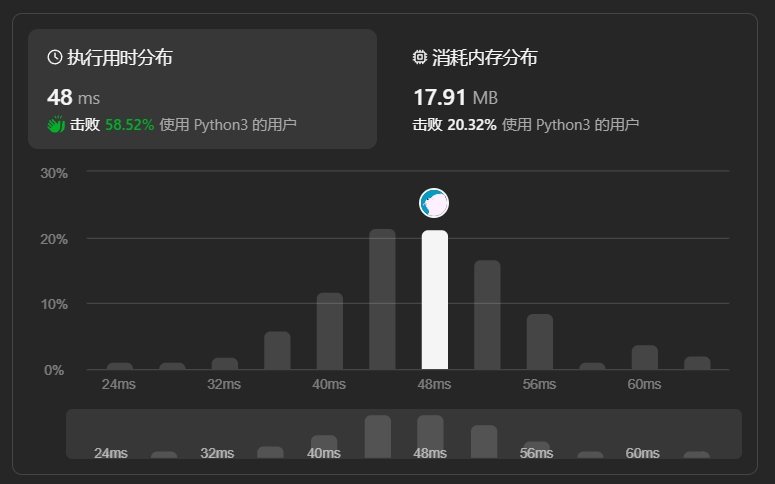 执行用时分布
48 ms
击败 58.52% 使用 Python3 的用户
消耗内存分布
17.91 MB
击败 20.32% 使用 Python3 的用户
30%
20%
10%
0%
24ms 32ms 40ms 48ms 56ms 60ms
24ms 32ms 40ms 48ms 56ms 60ms